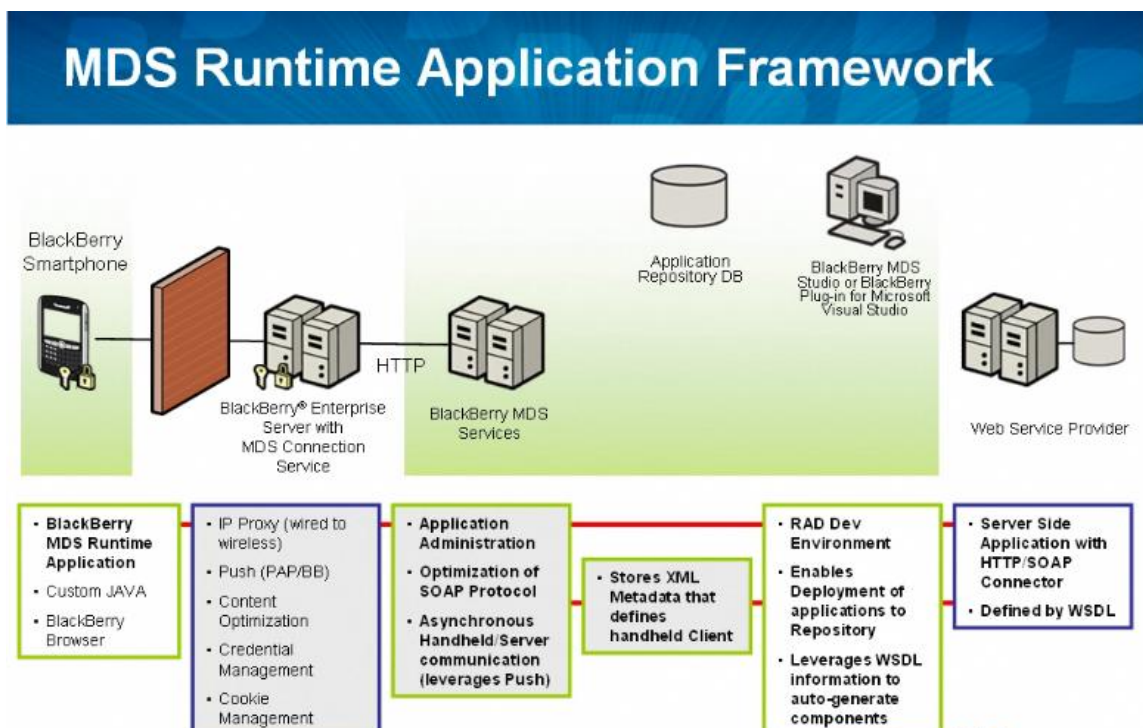 MDS Runtime Application Framework
BlackBerry
Smartphone
HTTP
BlackBerry® Enterprise
Server with
MDS Connection
Service
BlackBerry MDS
Services
Application
Repository DB
BlackBerry MDS
Studio or BlackBerry
Plug-in for Microsoft
Visual Studio
Web Service Provider
• BlackBerry
MDS Runtime
Application
• Custom JAVA
• BlackBerry
Browser
• IP Proxy (wired to
wireless)
• Push (PAP/BB)
• Content
Optimization
• Credential
Management
• Cookie
Management
• Application
Administration
• Optimization of
SOAP Protocol
• Asynchronous
Handheld/Server
communication
(leverages Push)
• Stores XML
Metadata that
defines
handheld Client
• RAD Dev
Environment
• Enables
Deployment of
applications to
Repository
• Leverages WSDL
information to
auto-generate
components
• Server Side
Application with
HTTP/SOAP
Connector
• Defined by WSDL